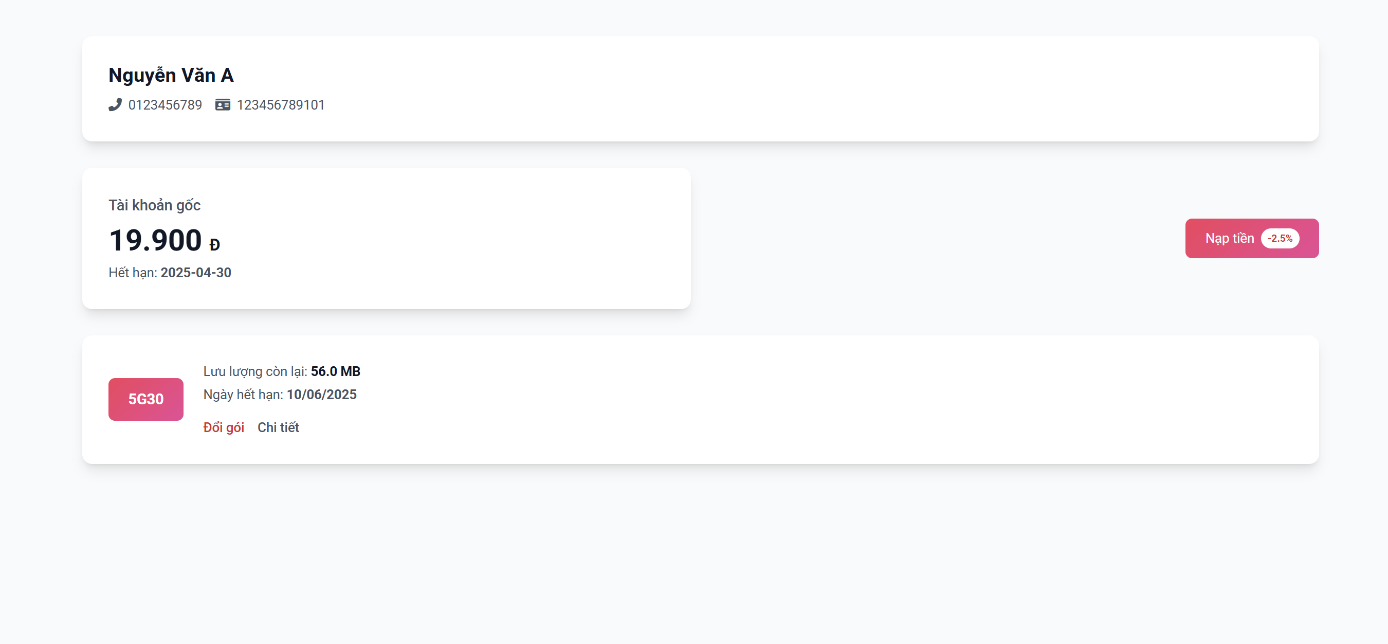 Nguyễn Văn A
0123456789 123456789101
Tài khoản gốc
19.900 Đ
Hết hạn: 2025-04-30
Nạp tiền -2.5%
5G30
Lưu lượng còn lại: 56.0 MB
Ngày hết hạn: 10/06/2025
Đổi gói Chi tiết